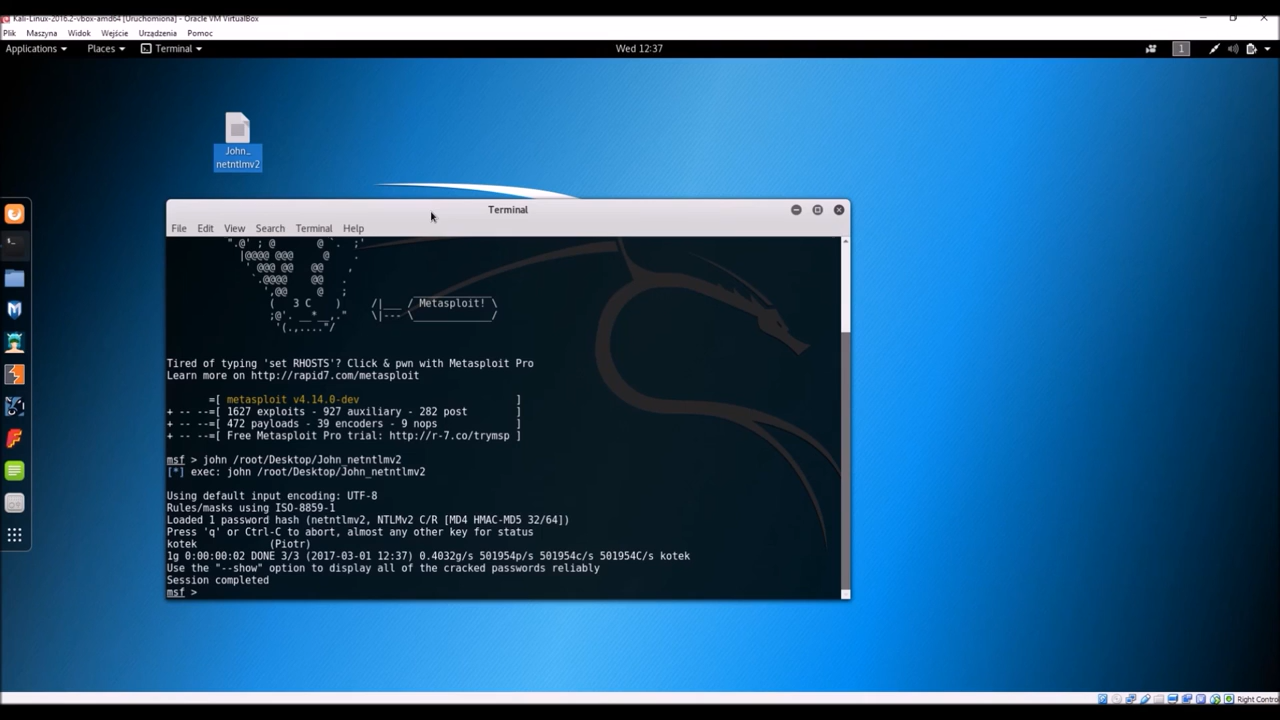 Kali-Linux-2016.2-vbox-amd64 [Uruchomiona] - Oracle VM VirtualBox
Plik Maszyna Widok Wejście Urządzenia Pomoc
Applications Places Terminal Wed 12:37 1
John_
netntlmv2
Terminal
File Edit View Search Terminal Help
".@' ; @ @ `. ;'
|@@@@ @@@ @ .
' @@@ @@ @@ ,
`.@@@@ @@ .
',@@ @ ;
( 3 C ) /|___ / Metasploit! \
;@'. __*__,." \|--- \_____________/
'(.,...."/
Tired of typing 'set RHOSTS'? Click & pwn with Metasploit Pro
Learn more on http://rapid7.com/metasploit
=[ metasploit v4.14.0-dev ]
+ -- --=[ 1627 exploits - 927 auxiliary - 282 post ]
+ -- --=[ 472 payloads - 39 encoders - 9 nops ]
+ -- --=[ Free Metasploit Pro trial: http://r-7.co/trymsp ]
msf > john /root/Desktop/John_netntlmv2
[*] exec: john /root/Desktop/John_netntlmv2
Using default input encoding: UTF-8
Rules/masks using ISO-8859-1
Loaded 1 password hash (netntlmv2, NTLMv2 C/R [MD4 HMAC-MD5 32/64])
Press 'q' or Ctrl-C to abort, almost any other key for status
kotek (Piotr)
1g 0:00:00:02 DONE 3/3 (2017-03-01 12:37) 0.4032g/s 501954p/s 501954c/s 501954C/s kotek
Use the "--show" option to display all of the cracked passwords reliably
Session completed
msf >
Right Contro